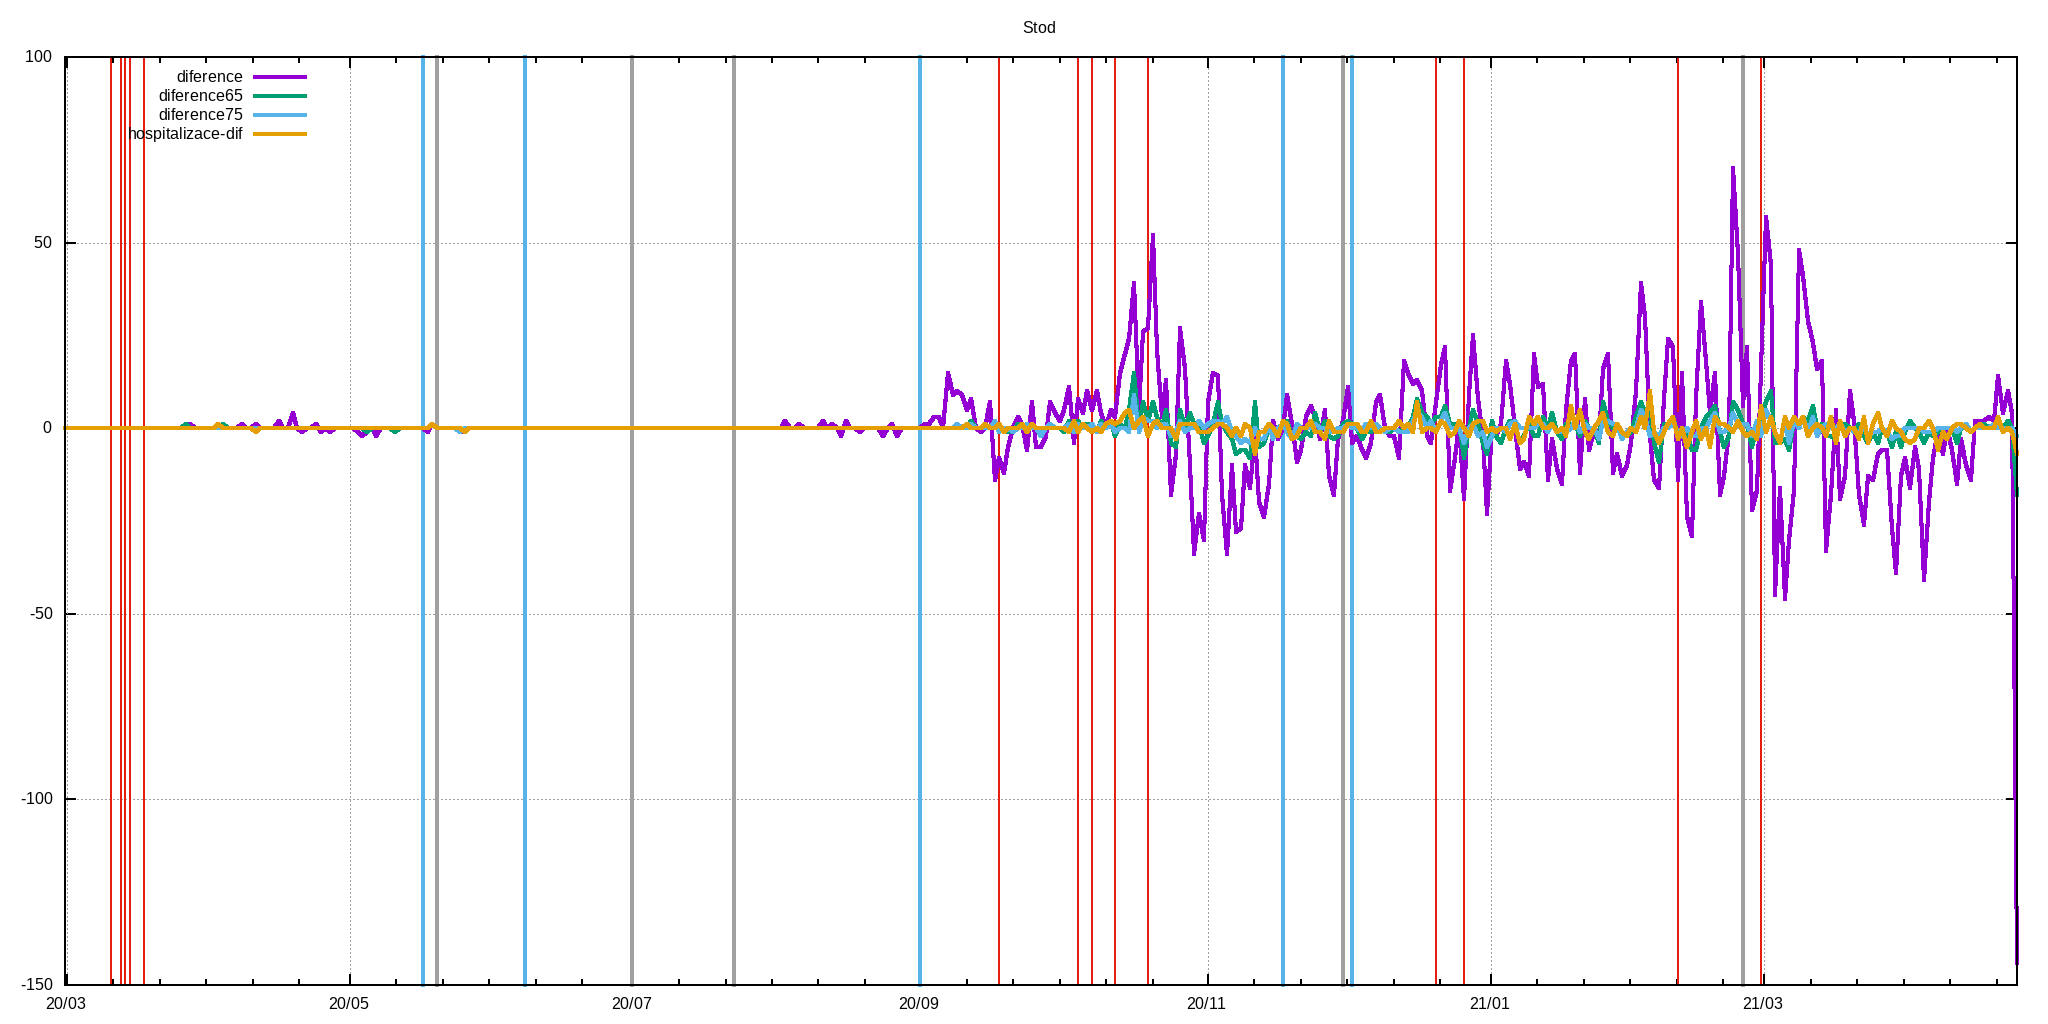 Stod
100
diference
diference65
diference75
hospitalizace-dif
50
0
-50
-100
-150
20/03 20/05 20/07 20/09 20/11 21/01 21/03